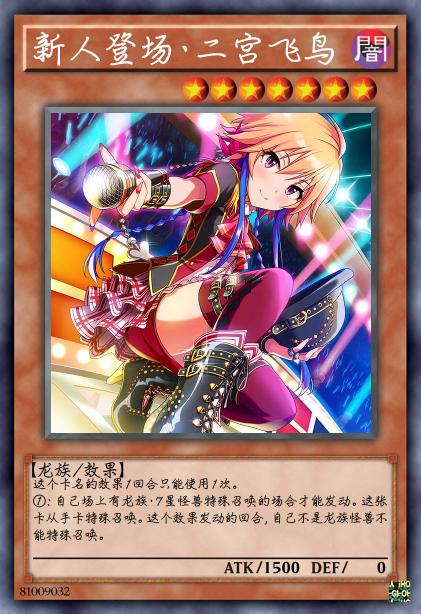 新人登场·二宫飞鸟
闇
【龙族/效果】
这个卡名的效果1回合只能使用1次。
①:自己场上有龙族·7星怪兽特殊召唤的场合才能发动。这张
卡从手卡特殊召唤。这个效果发动的回合,自己不是龙族怪兽不
能特殊召唤。
ATK/1500 DEF/ 0
81009032